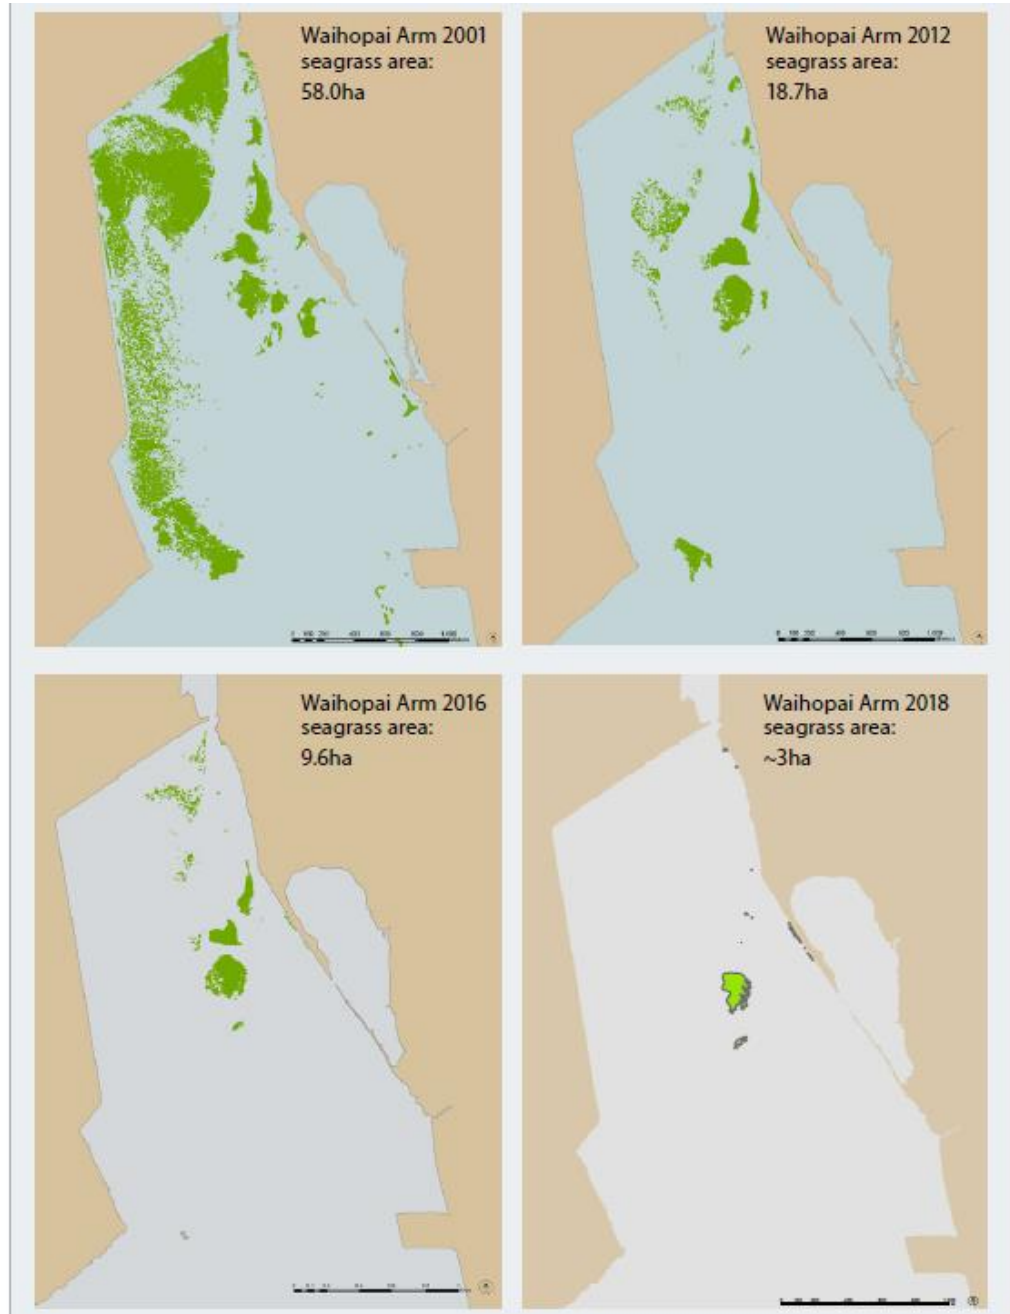 Waihopai Arm 2001
seagrass area:
58.0ha
Waihopai Arm 2012
seagrass area:
18.7ha
Waihopai Arm 2016
seagrass area:
9.6ha
Waihopai Arm 2018
seagrass area:
~3ha